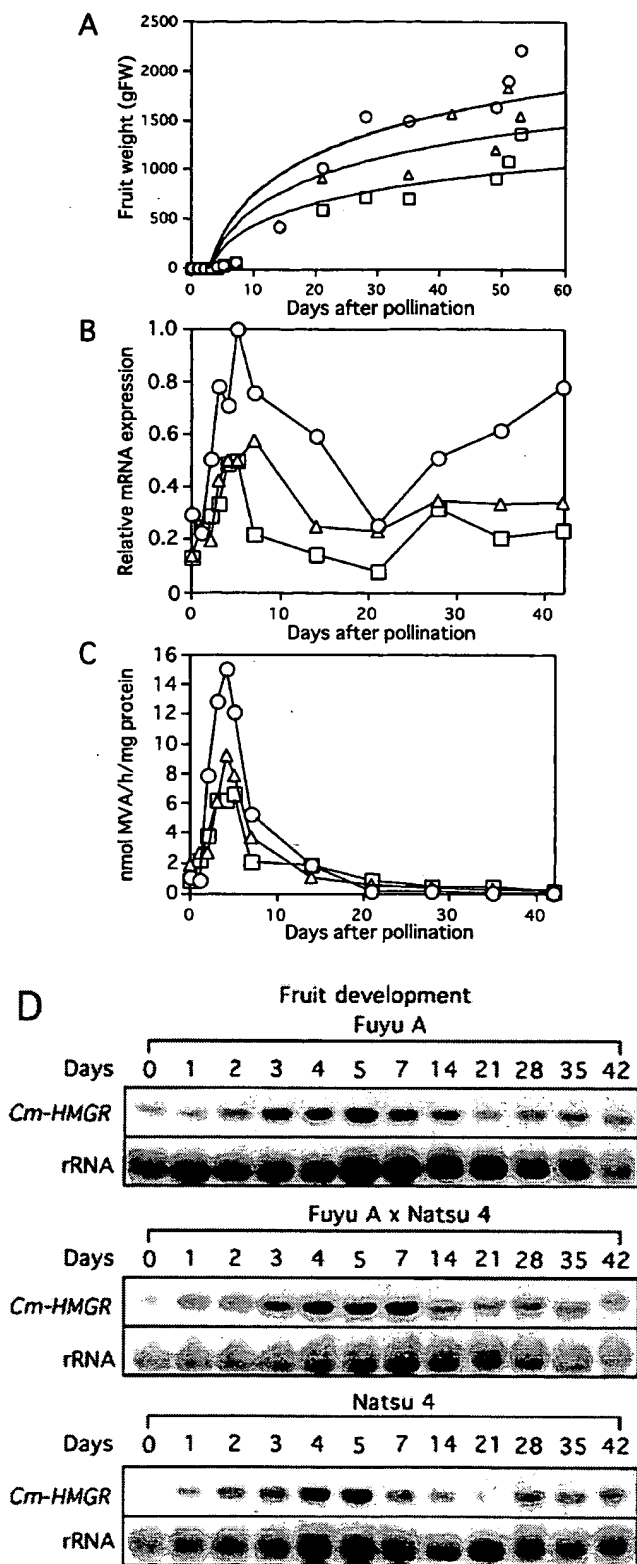 A
Fruit weight (gFW)
2500
2000
1500
1000
500
0
10 20 30 40 50 60
Days after pollination
B
Relative mRNA expression
1.0
0.8
0.6
0.4
0.2
0
0 10 20 30 40
Days after pollination
C
nmol MVA/h/mg protein
16
14
12
10
8
6
4
2
0
0 10 20 30 40
Days after pollination
D
Fruit development
Fuyu A
Days 0 1 2 3 4 5 7 14 21 28 35 42
Cm-HMGR
rRNA
Fuyu A x Natsu 4
Days 0 1 2 3 4 5 7 14 21 28 35 42
Cm-HMGR
rRNA
Natsu 4
Days 0 1 2 3 4 5 7 14 21 28 35 42
Cm-HMGR
rRNA